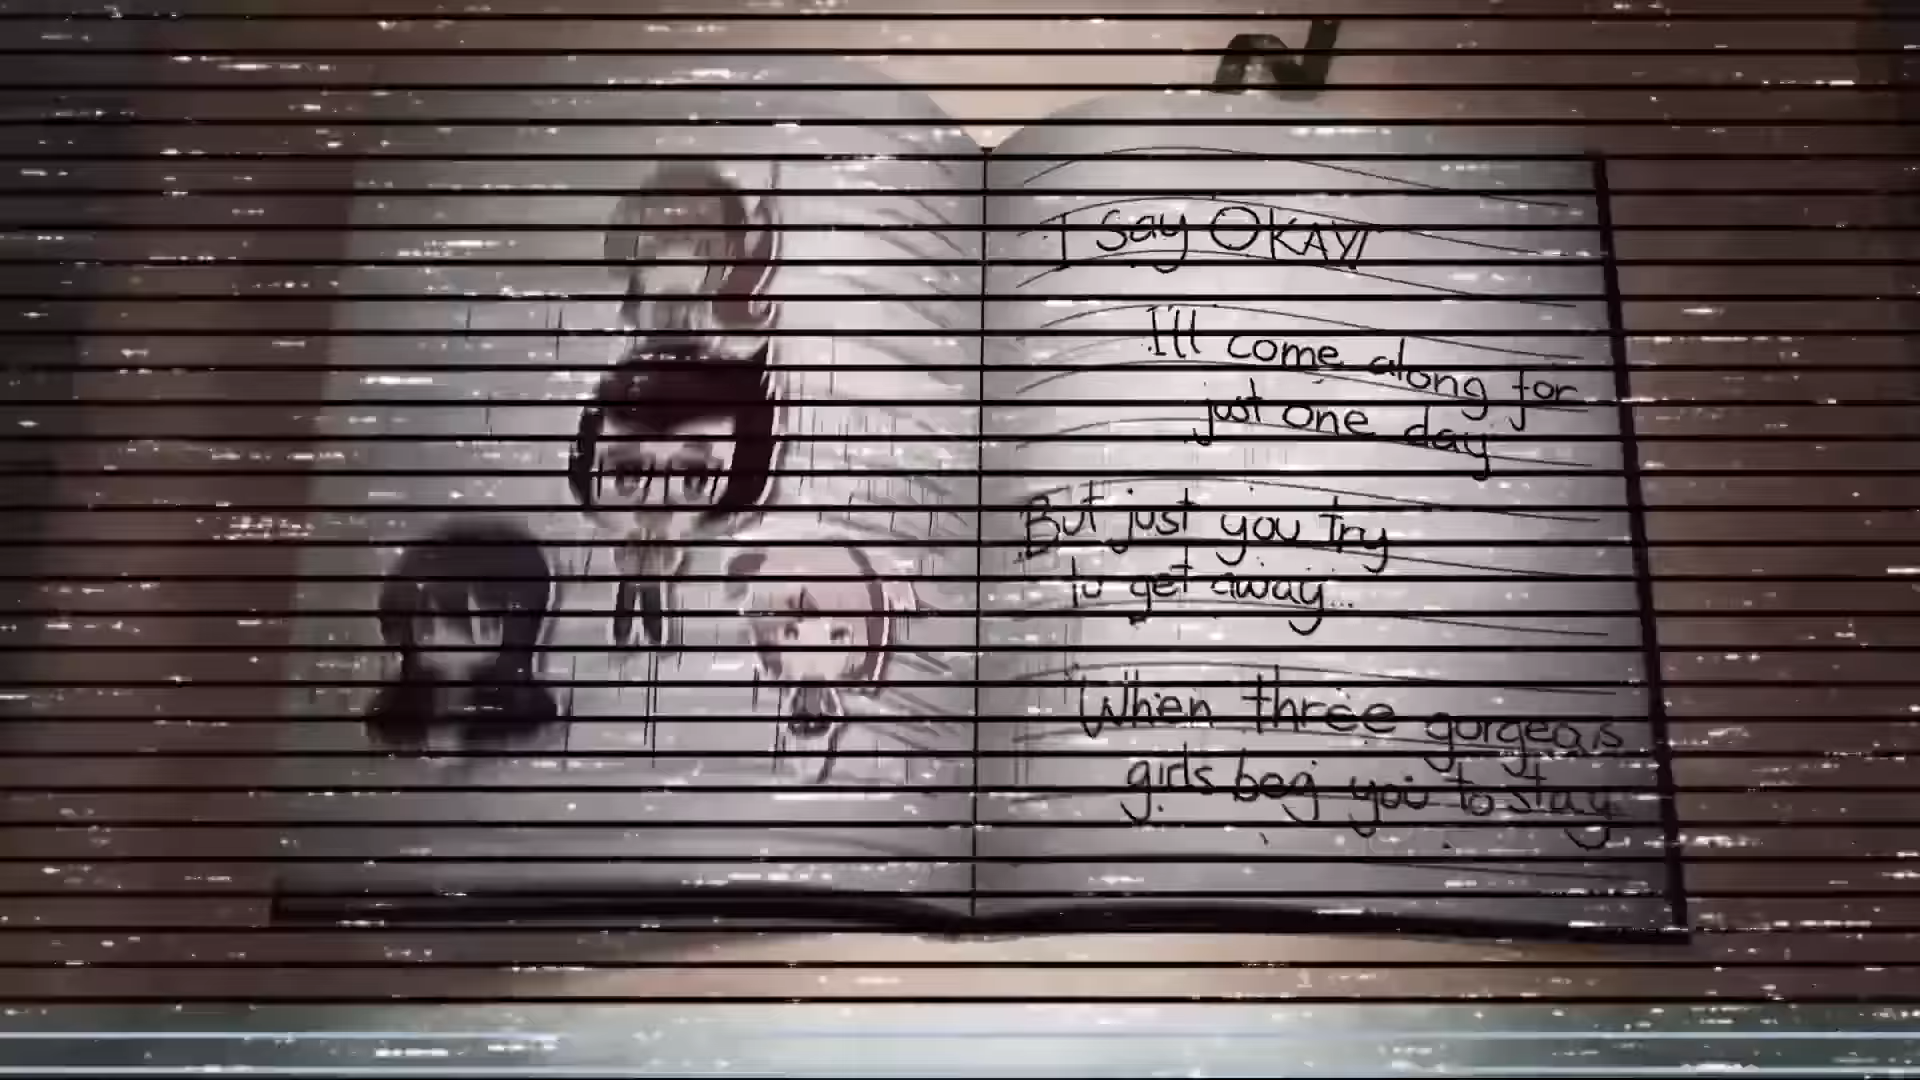 I say OKAY!
I'll come along for
just one day
But just you try
to get away...
When three gorgeous
girls beg you to stay.